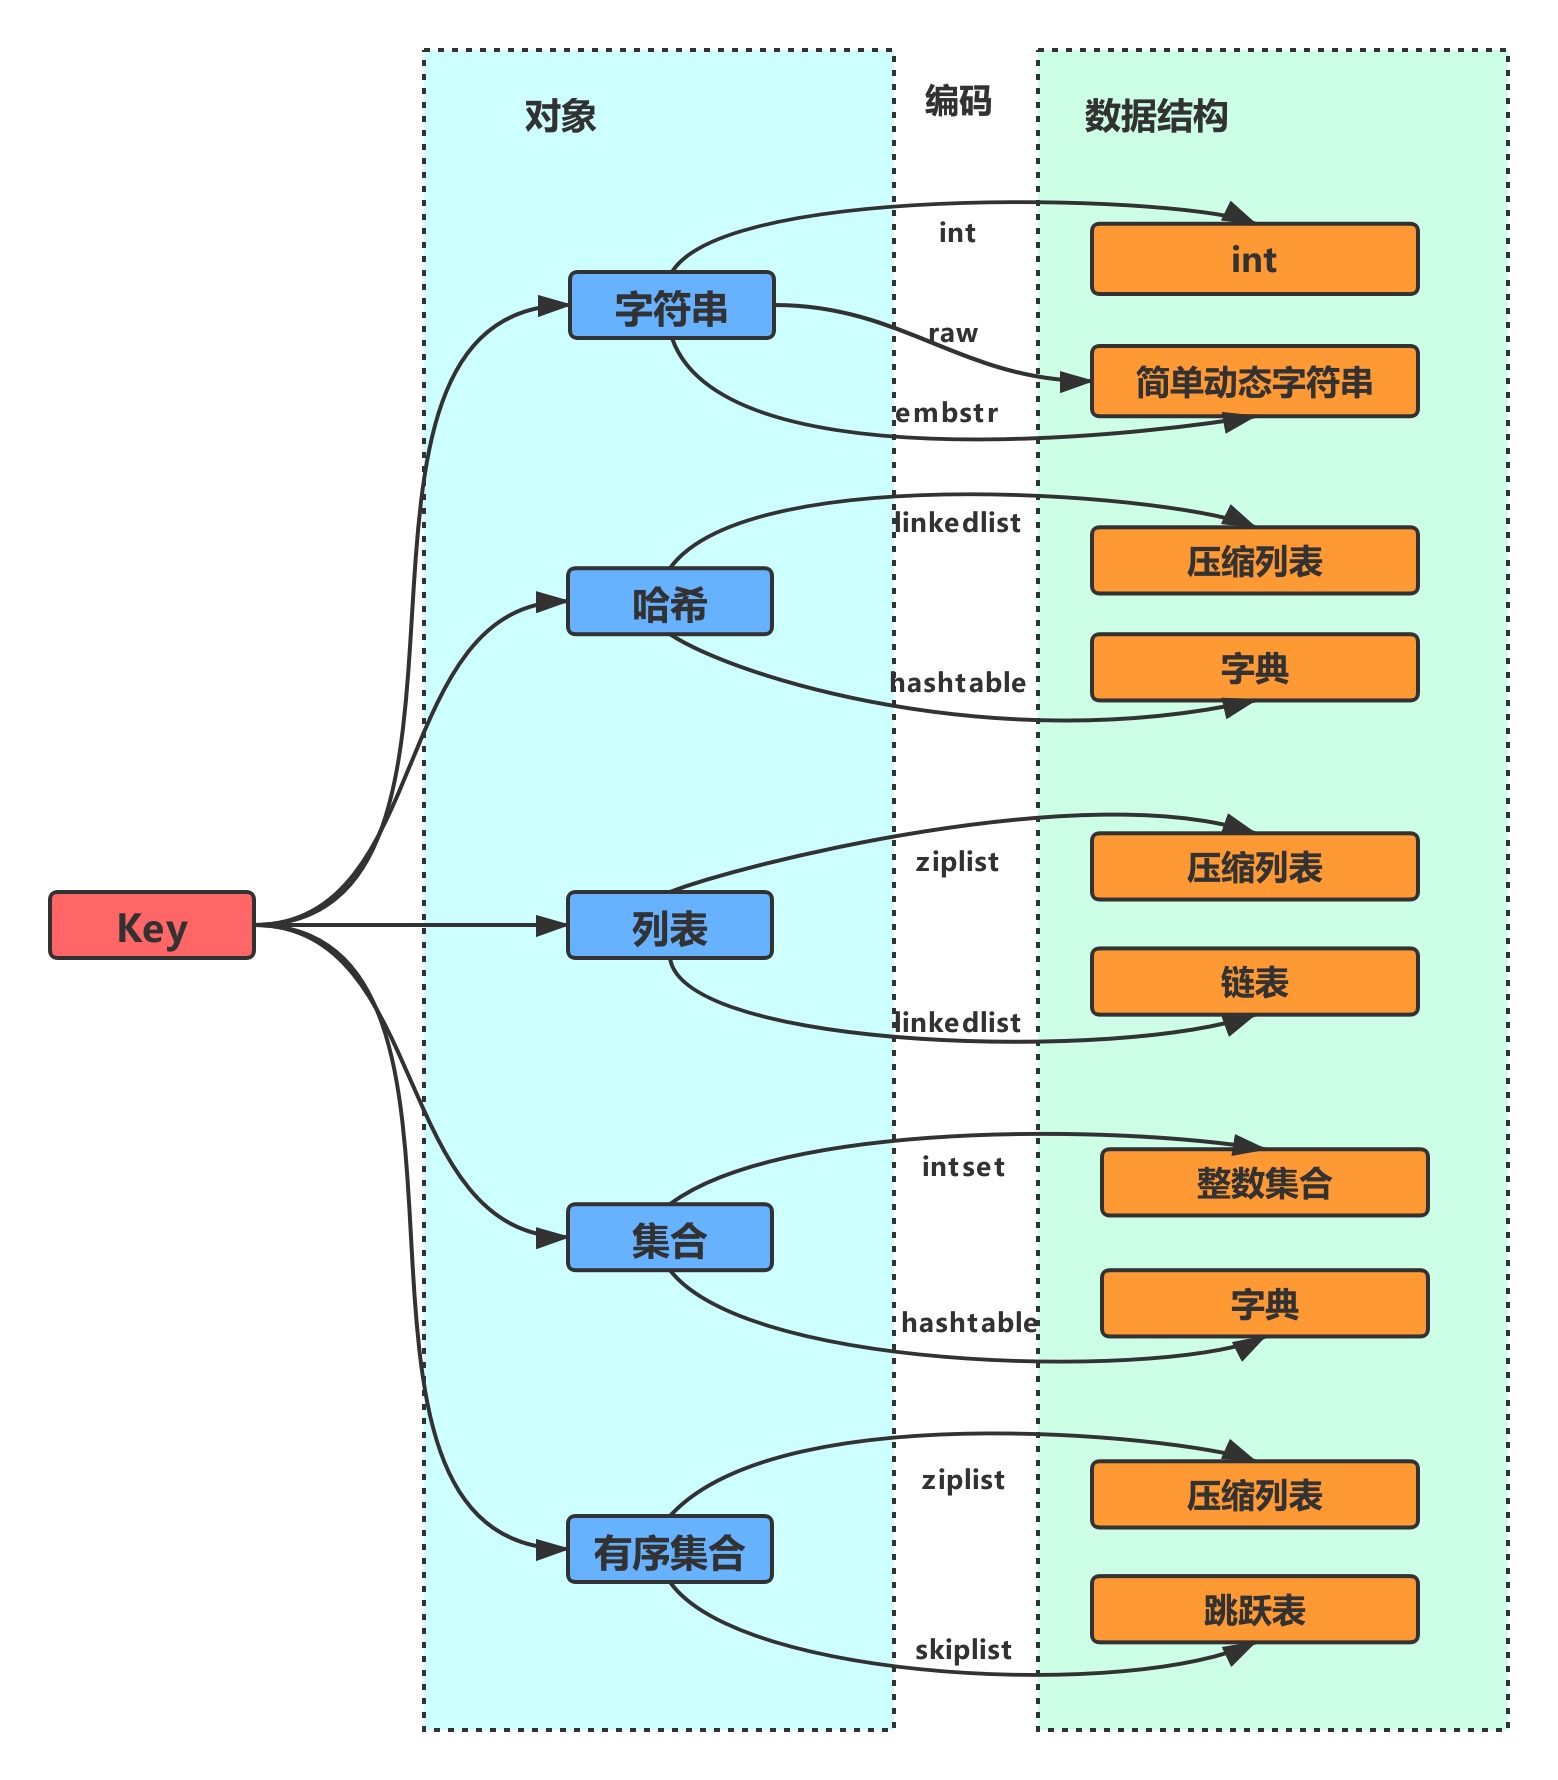 对象
编码
数据结构
int
int
字符串
raw
简单动态字符串
embstr
linkedlist
压缩列表
哈希
字典
hashtable
ziplist
压缩列表
Key
列表
链表
linkedlist
intset
整数集合
集合
字典
hashtable
ziplist
压缩列表
有序集合
跳跃表
skiplist